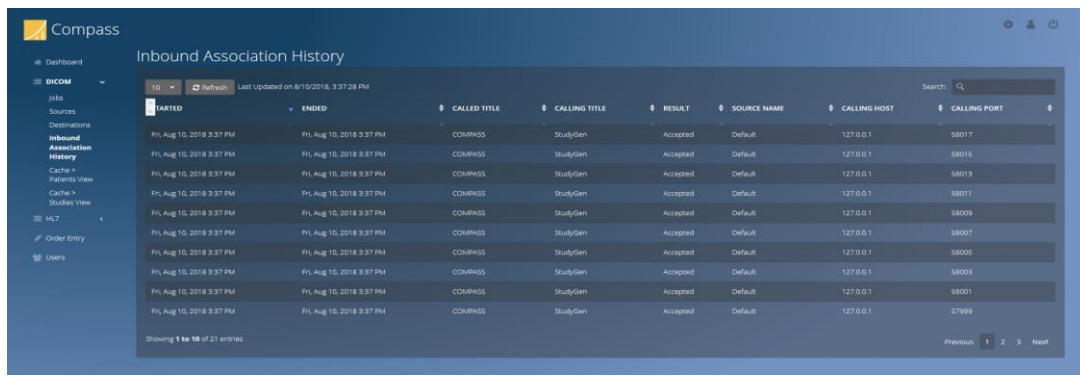 Compass
Dashboard
DICOM
Jobs
Sources
Destinations
Inbound
Association
History
Cache >
Patients View
Cache >
Studies View
HL7
Order Entry
Users
Inbound Association History
10 Refresh Last Updated on 8/10/2018, 3:37:28 PM Search:
STARTED ENDED CALLED TITLE CALLING TITLE RESULT SOURCE NAME CALLING HOST CALLING PORT
Fri, Aug 10, 2018 3:37 PM Fri, Aug 10, 2018 3:37 PM COMPASS StudyGen Accepted Default 127.0.0.1 58017
Fri, Aug 10, 2018 3:37 PM Fri, Aug 10, 2018 3:37 PM COMPASS StudyGen Accepted Default 127.0.0.1 58015
Fri, Aug 10, 2018 3:37 PM Fri, Aug 10, 2018 3:37 PM COMPASS StudyGen Accepted Default 127.0.0.1 58013
Fri, Aug 10, 2018 3:37 PM Fri, Aug 10, 2018 3:37 PM COMPASS StudyGen Accepted Default 127.0.0.1 58011
Fri, Aug 10, 2018 3:37 PM Fri, Aug 10, 2018 3:37 PM COMPASS StudyGen Accepted Default 127.0.0.1 58009
Fri, Aug 10, 2018 3:37 PM Fri, Aug 10, 2018 3:37 PM COMPASS StudyGen Accepted Default 127.0.0.1 58007
Fri, Aug 10, 2018 3:37 PM Fri, Aug 10, 2018 3:37 PM COMPASS StudyGen Accepted Default 127.0.0.1 58005
Fri, Aug 10, 2018 3:37 PM Fri, Aug 10, 2018 3:37 PM COMPASS StudyGen Accepted Default 127.0.0.1 58003
Fri, Aug 10, 2018 3:37 PM Fri, Aug 10, 2018 3:37 PM COMPASS StudyGen Accepted Default 127.0.0.1 58001
Fri, Aug 10, 2018 3:37 PM Fri, Aug 10, 2018 3:37 PM COMPASS StudyGen Accepted Default 127.0.0.1 57999
Showing 1 to 10 of 21 entries Previous 1 2 3 Next